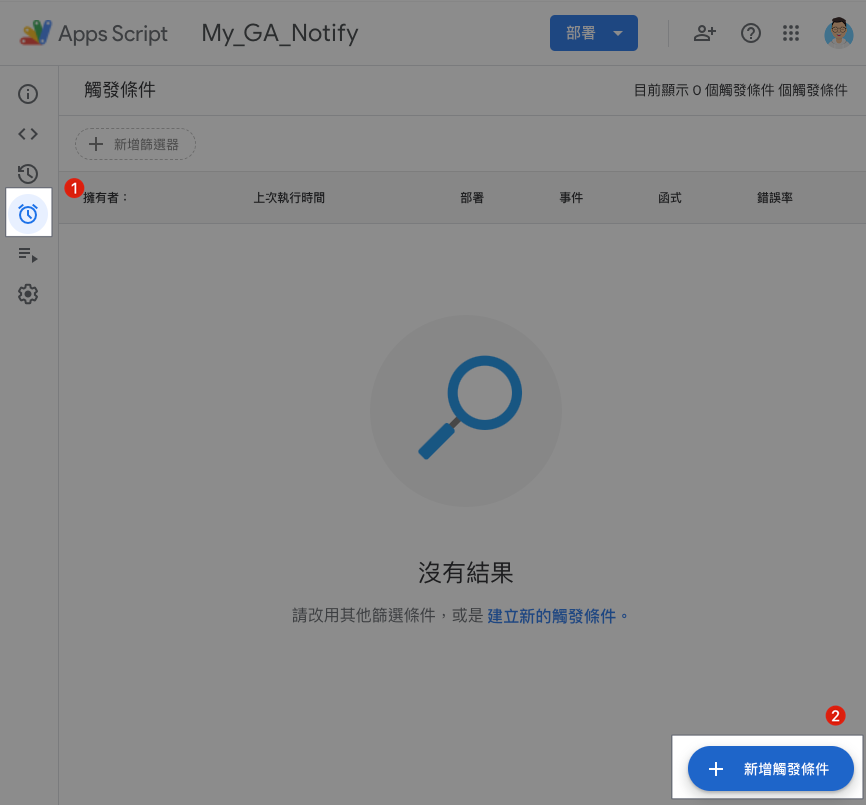 Apps Script My_GA_Notify 部署
觸發條件 目前顯示 0 個觸發條件 個觸發條件
新增篩選器
1
擁有者： 上次執行時間 部署 事件 函式 錯誤率
沒有結果
請改用其他篩選條件，或是 建立新的觸發條件。
2
新增觸發條件